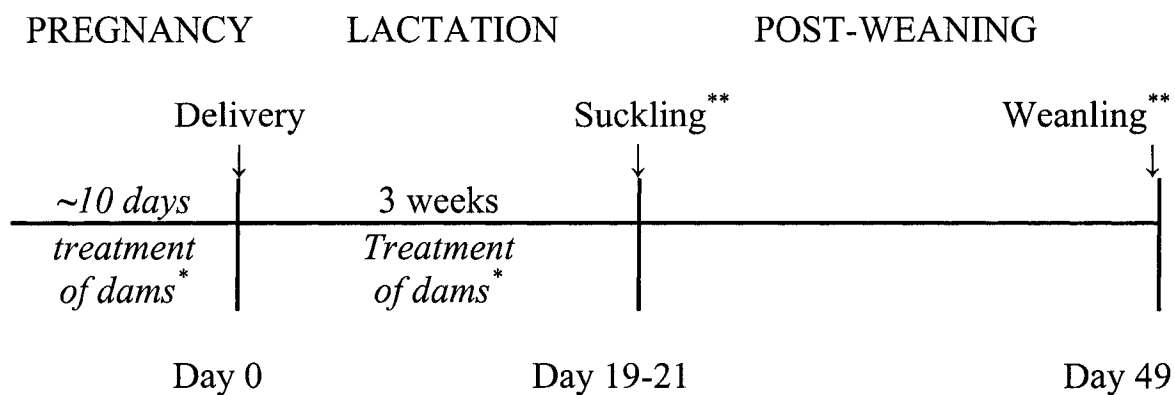 PREGNANCY LACTATION POST-WEANING
Delivery Suckling** Weanling**
↓ ↓ ↓
~10 days 3 weeks
treatment Treatment
of dams* of dams*
Day 0 Day 19-21 Day 49